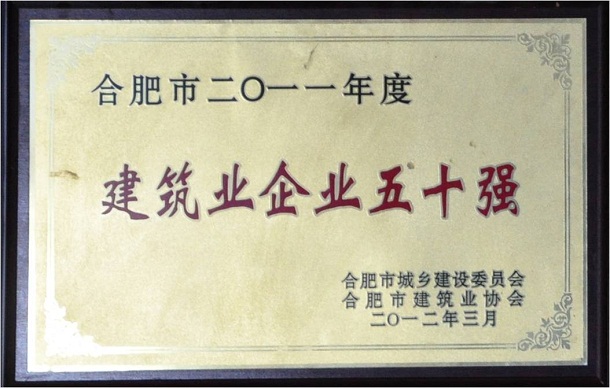 合肥市二〇一一年度
建筑业企业五十强
合肥市城乡建设委员会
合肥市建筑业协会
二〇一二年三月